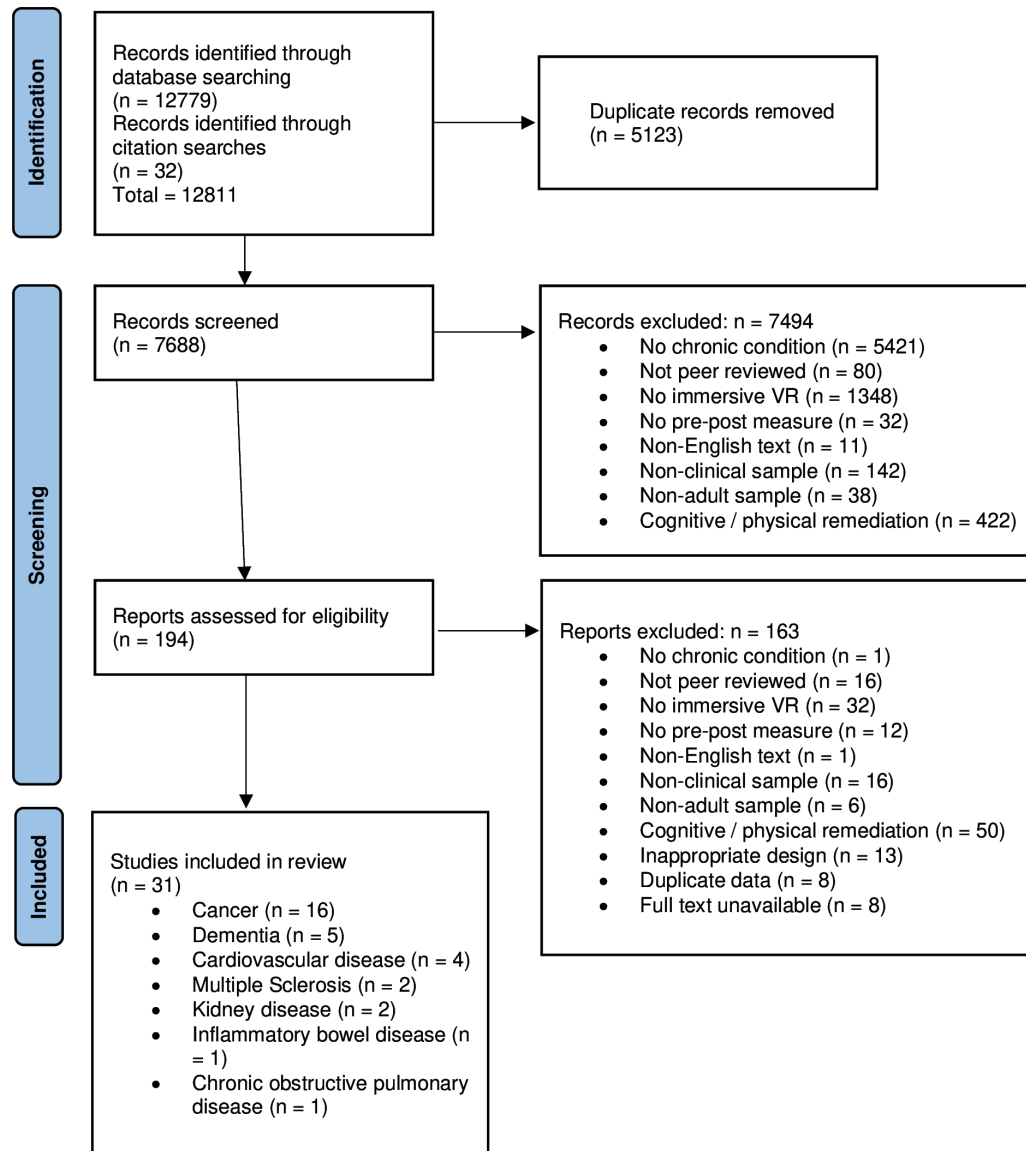 Identification
Records identified through
database searching
(n = 12779)
Records identified through
citation searches
(n = 32)
Total = 12811
Duplicate records removed
(n = 5123)
Screening
Records screened
(n = 7688)
Records excluded: n = 7494
• No chronic condition (n = 5421)
• Not peer reviewed (n = 80)
• No immersive VR (n = 1348)
• No pre-post measure (n = 32)
• Non-English text (n = 11)
• Non-clinical sample (n = 142)
• Non-adult sample (n = 38)
• Cognitive / physical remediation (n = 422)
Reports assessed for eligibility
(n = 194)
Reports excluded: n = 163
• No chronic condition (n = 1)
• Not peer reviewed (n = 16)
• No immersive VR (n = 32)
• No pre-post measure (n = 12)
• Non-English text (n = 1)
• Non-clinical sample (n = 16)
• Non-adult sample (n = 6)
• Cognitive / physical remediation (n = 50)
• Inappropriate design (n = 13)
• Duplicate data (n = 8)
• Full text unavailable (n = 8)
Included
Studies included in review
(n = 31)
• Cancer (n = 16)
• Dementia (n = 5)
• Cardiovascular disease (n = 4)
• Multiple Sclerosis (n = 2)
• Kidney disease (n = 2)
• Inflammatory bowel disease (n
= 1)
• Chronic obstructive pulmonary
disease (n = 1)